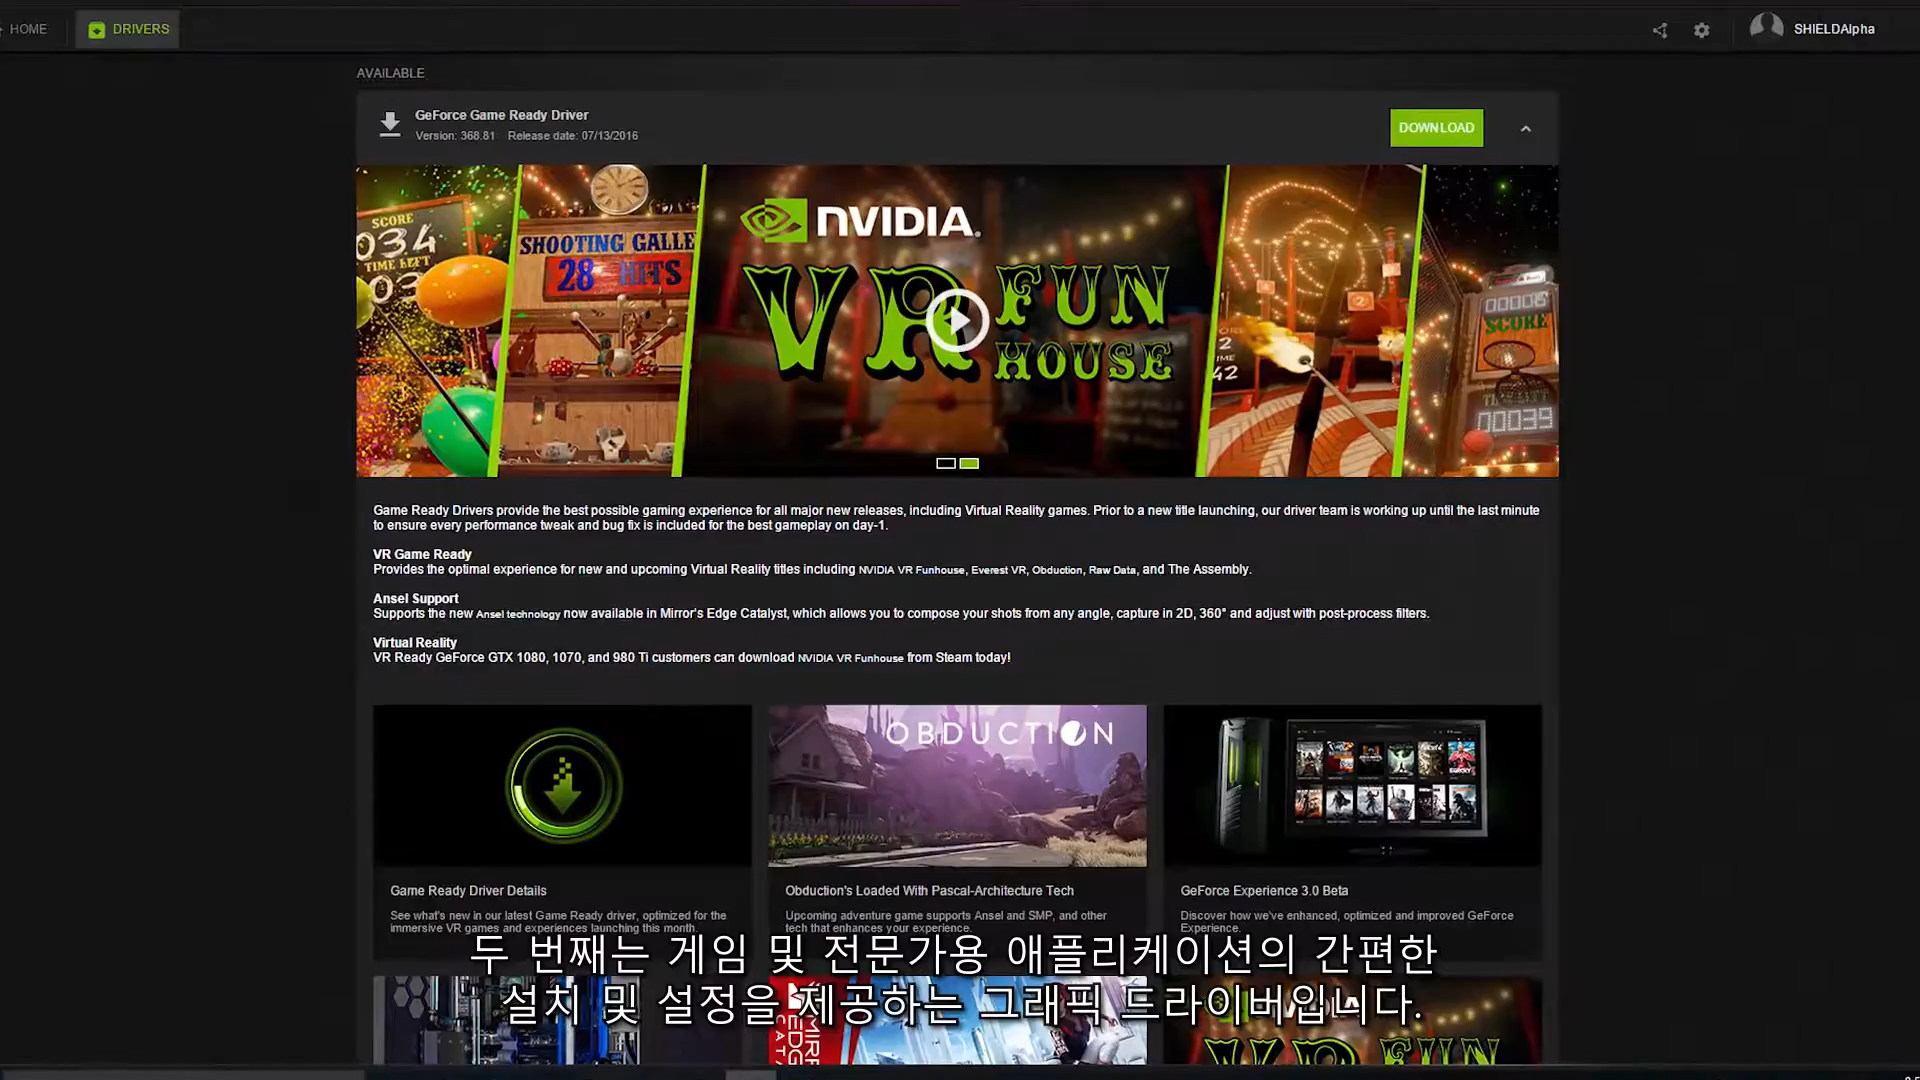 HOME
DRIVERS
SHIELDAlpha
AVAILABLE
GeForce Game Ready Driver
Version: 368.81 Release date: 07/13/2016
DOWNLOAD
SCORE
034
TIME LEFT
SHOOTING GALLE
28 HITS
NVIDIA.
VR FUN
HOUSE
2
42
00006
SCORE
00039
Game Ready Drivers provide the best possible gaming experience for all major new releases, including Virtual Reality games. Prior to a new title launching, our driver team is working up until the last minute
to ensure every performance tweak and bug fix is included for the best gameplay on day-1.
VR Game Ready
Provides the optimal experience for new and upcoming Virtual Reality titles including NVIDIA VR Funhouse, Everest VR, Obduction, Raw Data, and The Assembly.
Ansel Support
Supports the new Ansel technology now available in Mirror's Edge Catalyst, which allows you to compose your shots from any angle, capture in 2D, 360° and adjust with post-process filters.
Virtual Reality
VR Ready GeForce GTX 1080, 1070, and 980 Ti customers can download NVIDIA VR Funhouse from Steam today!
OBDUCTION
Game Ready Driver Details
See what's new in our latest Game Ready driver, optimized for the
immersive VR games and experiences launching this month.
Obduction's Loaded With Pascal-Architecture Tech
Upcoming adventure game supports Ansel and SMP, and other
tech that enhances your experience.
GeForce Experience 3.0 Beta
Discover how we've enhanced, optimized and improved GeForce
Experience.
두 번째는 게임 및 전문가용 애플리케이션의 간편한
설치 및 설정을 제공하는 그래픽 드라이버입니다.
VR FUN